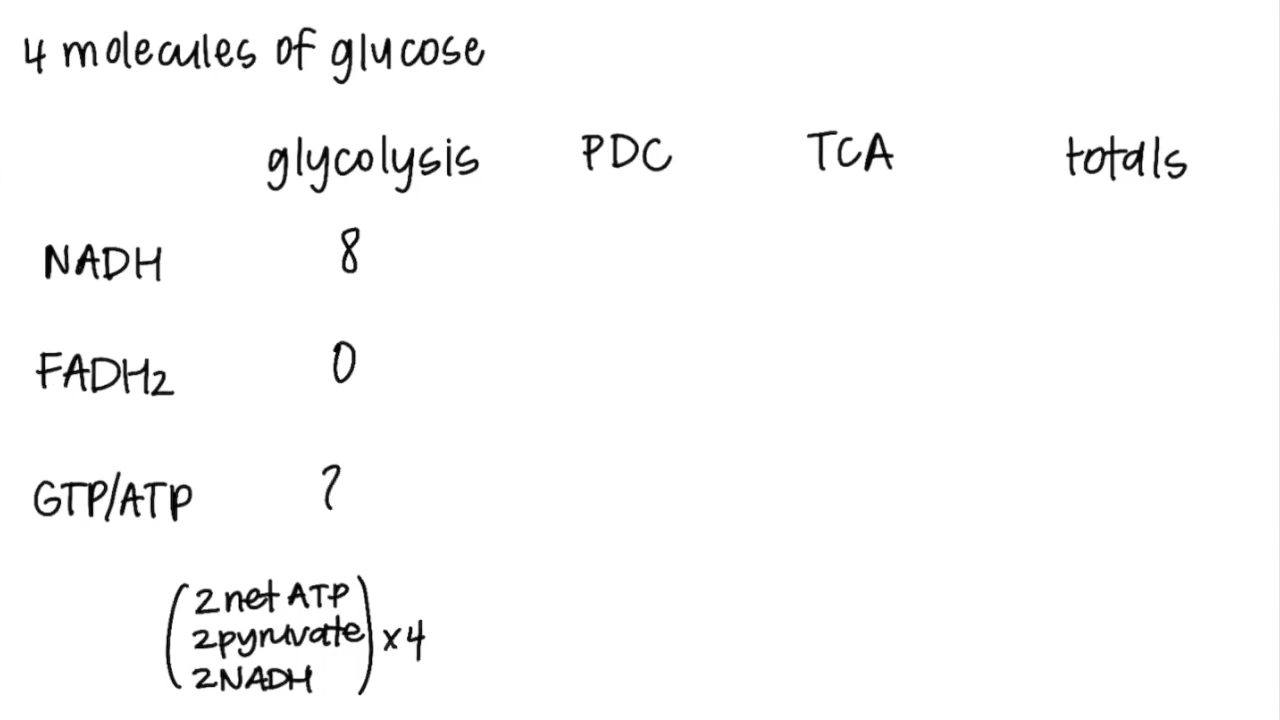 4 molecules of glucose
glycolysis PDC TCA totals
NADH 8
FADH2 0
GTP/ATP ?
(2 net ATP
2 pyruvate
2 NADH) x4